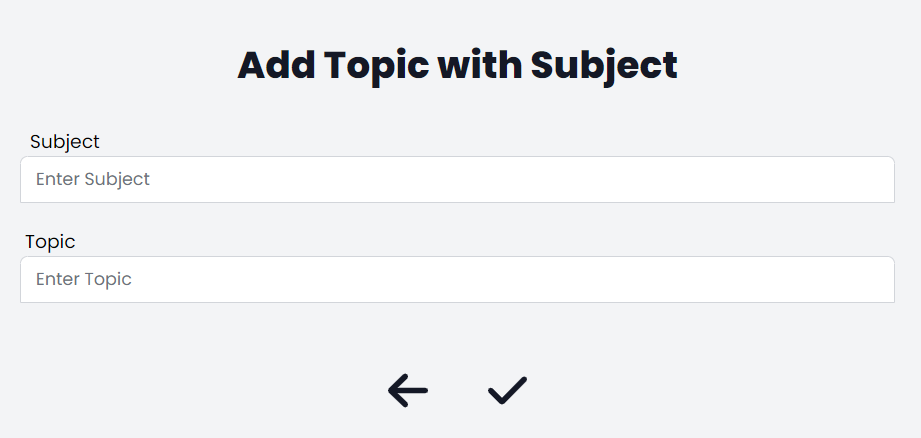 Add Topic with Subject
Subject
Enter Subject
Topic
Enter Topic